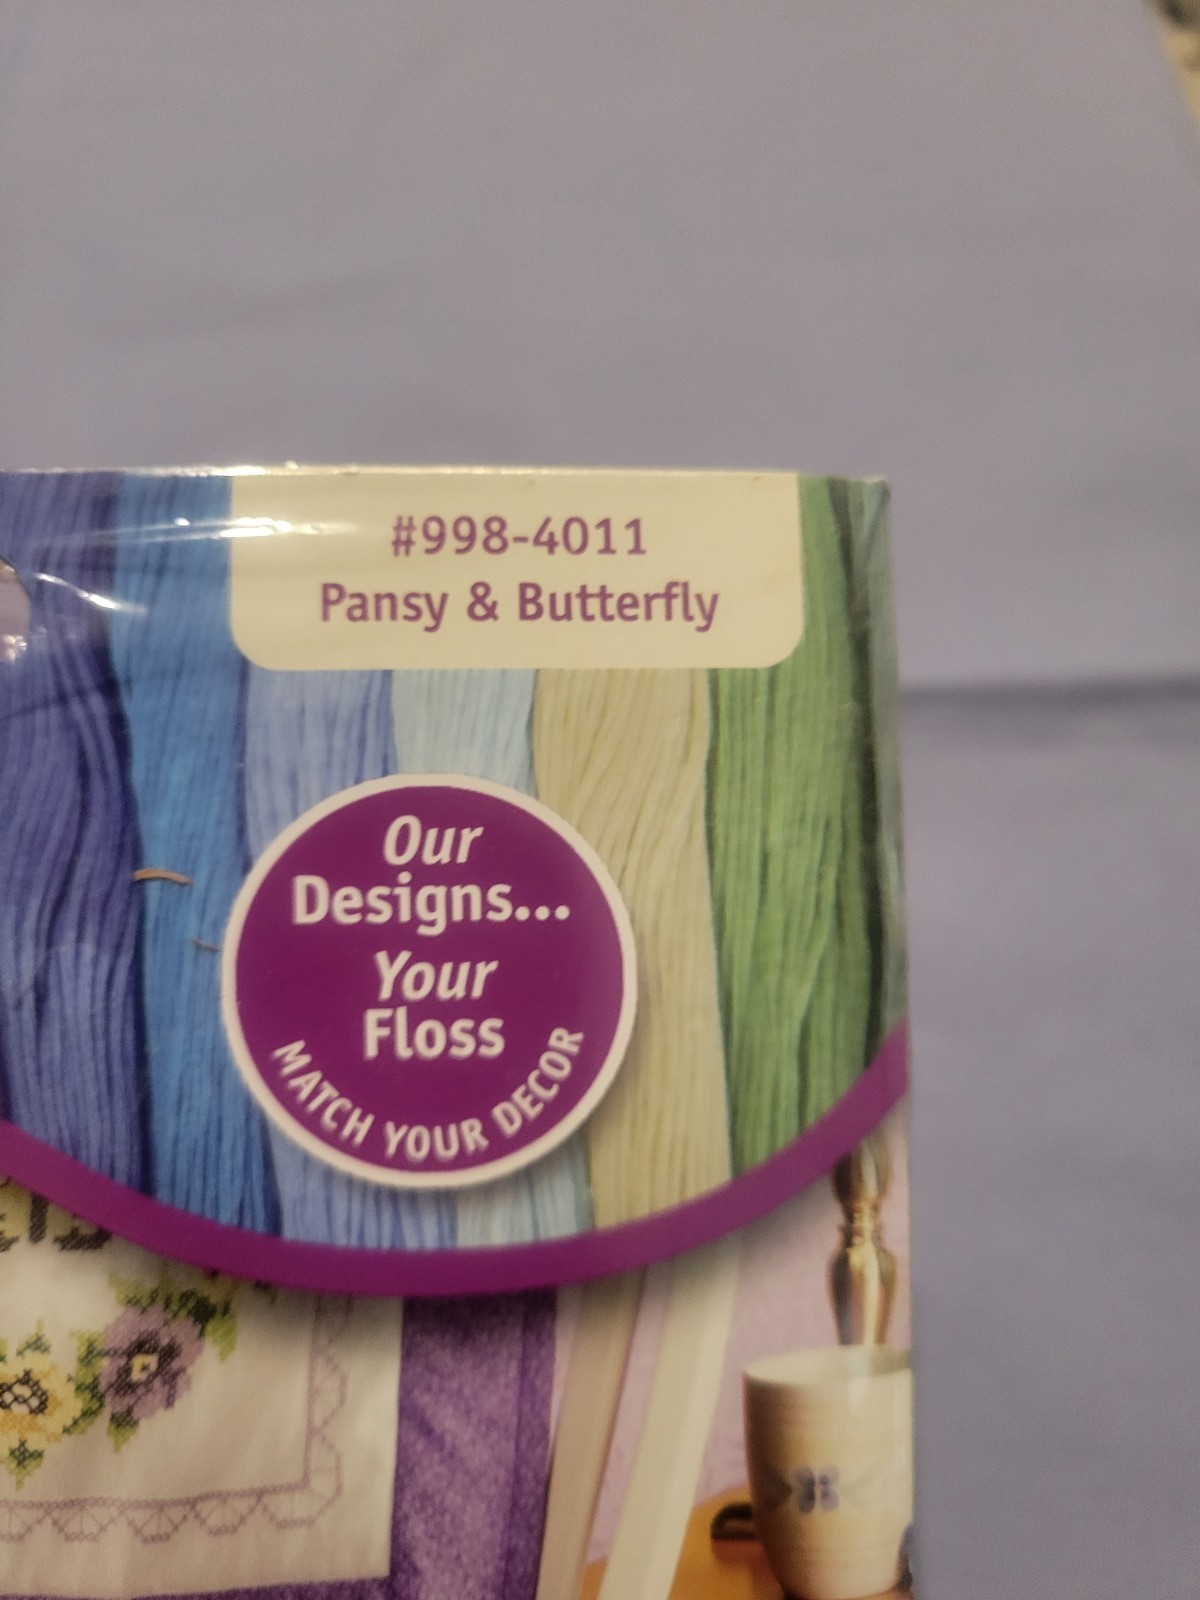 #998-4011
Pansy & Butterfly
Our
Designs...
Your
Floss
MATCH YOUR DECOR